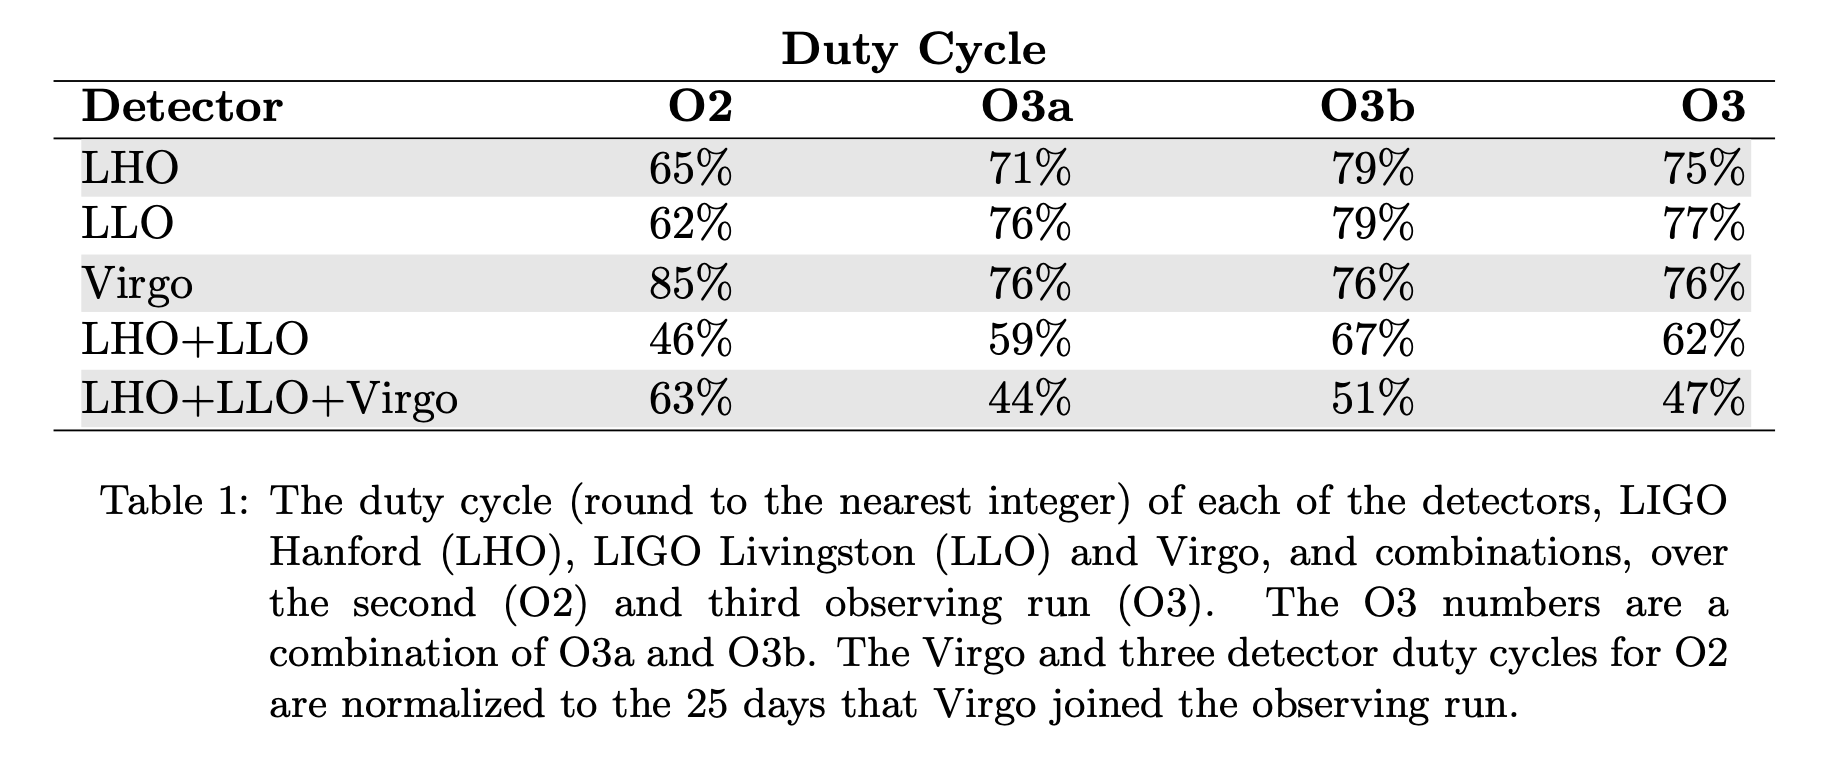 Duty Cycle
Detector O2 O3a O3b O3
LHO 65% 71% 79% 75%
LLO 62% 76% 79% 77%
Virgo 85% 76% 76% 76%
LHO+LLO 46% 59% 67% 62%
LHO+LLO+Virgo 63% 44% 51% 47%
Table 1: The duty cycle (round to the nearest integer) of each of the detectors, LIGO
Hanford (LHO), LIGO Livingston (LLO) and Virgo, and combinations, over
the second (O2) and third observing run (O3). The O3 numbers are a
combination of O3a and O3b. The Virgo and three detector duty cycles for O2
are normalized to the 25 days that Virgo joined the observing run.